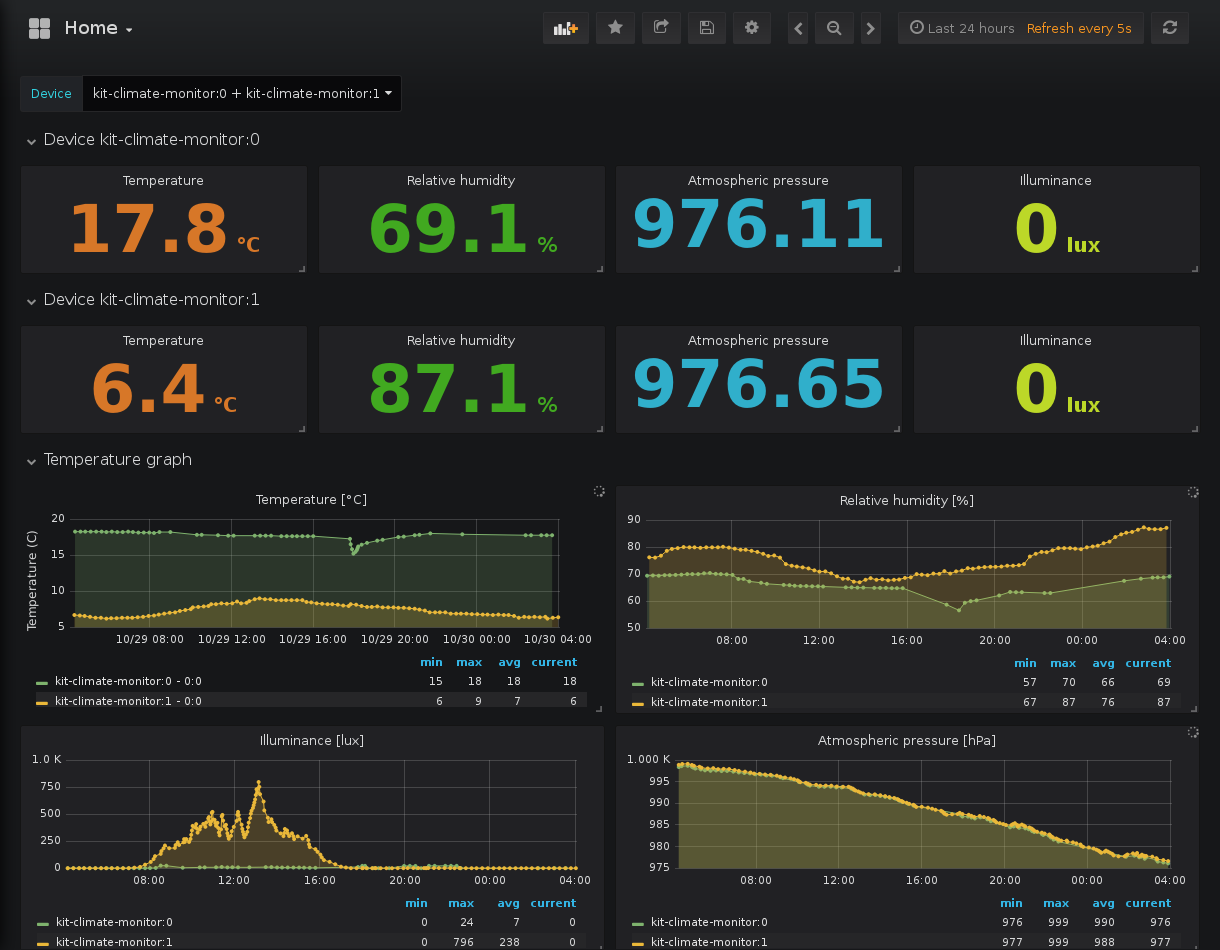 Home
Last 24 hours Refresh every 5s
Device kit-climate-monitor:0 + kit-climate-monitor:1
Device kit-climate-monitor:0
Temperature Relative humidity Atmospheric pressure Illuminance
17.8 °C 69.1 % 976.11 0 lux
Device kit-climate-monitor:1
Temperature Relative humidity Atmospheric pressure Illuminance
6.4 °C 87.1 % 976.65 0 lux
Temperature graph
Temperature [°C]
Temperature (C)
20
15
10
5
10/29 08:00 10/29 12:00 10/29 16:00 10/29 20:00 10/30 00:00 10/30 04:00
min max avg current
kit-climate-monitor:0 - 0:0 15 18 18 18
kit-climate-monitor:1 - 0:0 6 9 7 6
Relative humidity [%]
90
80
70
60
50
08:00 12:00 16:00 20:00 00:00 04:00
min max avg current
kit-climate-monitor:0 57 70 66 69
kit-climate-monitor:1 67 87 76 87
Illuminance [lux]
1.0 K
750
500
250
0
08:00 12:00 16:00 20:00 00:00 04:00
min max avg current
kit-climate-monitor:0 0 24 7 0
kit-climate-monitor:1 0 796 238 0
Atmospheric pressure [hPa]
1.000 K
995
990
985
980
975
08:00 12:00 16:00 20:00 00:00 04:00
min max avg current
kit-climate-monitor:0 976 999 990 976
kit-climate-monitor:1 977 999 988 977